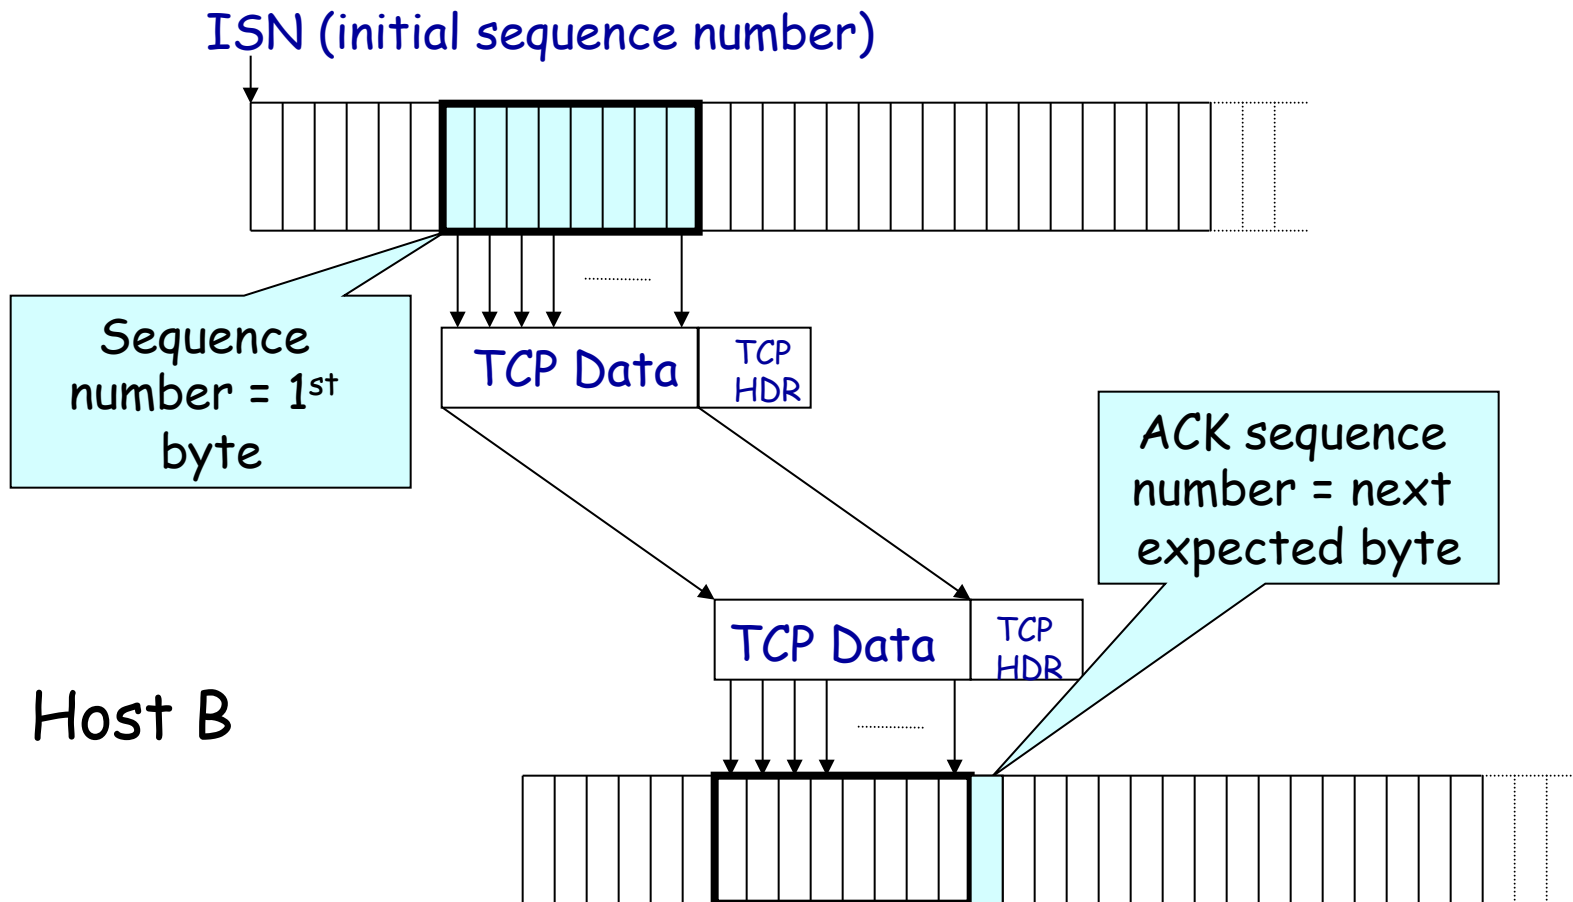 ISN (initial sequence number)
Sequence
number = 1st
byte
TCP Data
TCP
HDR
ACK sequence
number = next
expected byte
TCP Data
TCP
HDR
Host B